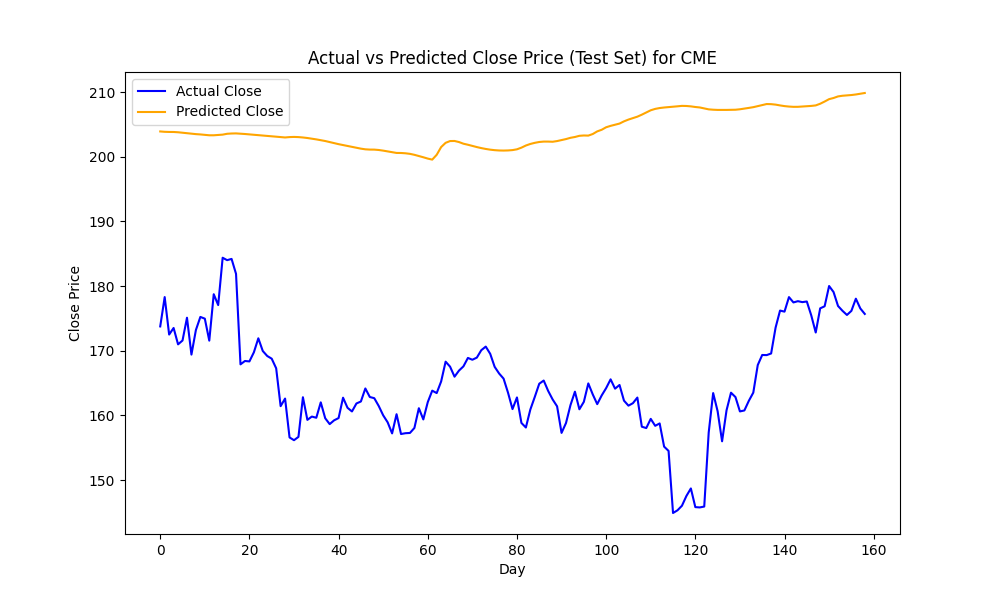 Actual vs Predicted Close Price (Test Set) for CME
Actual Close
Predicted Close
210
200
190
180
170
160
150
Close Price
0 20 40 60 80 100 120 140 160
Day